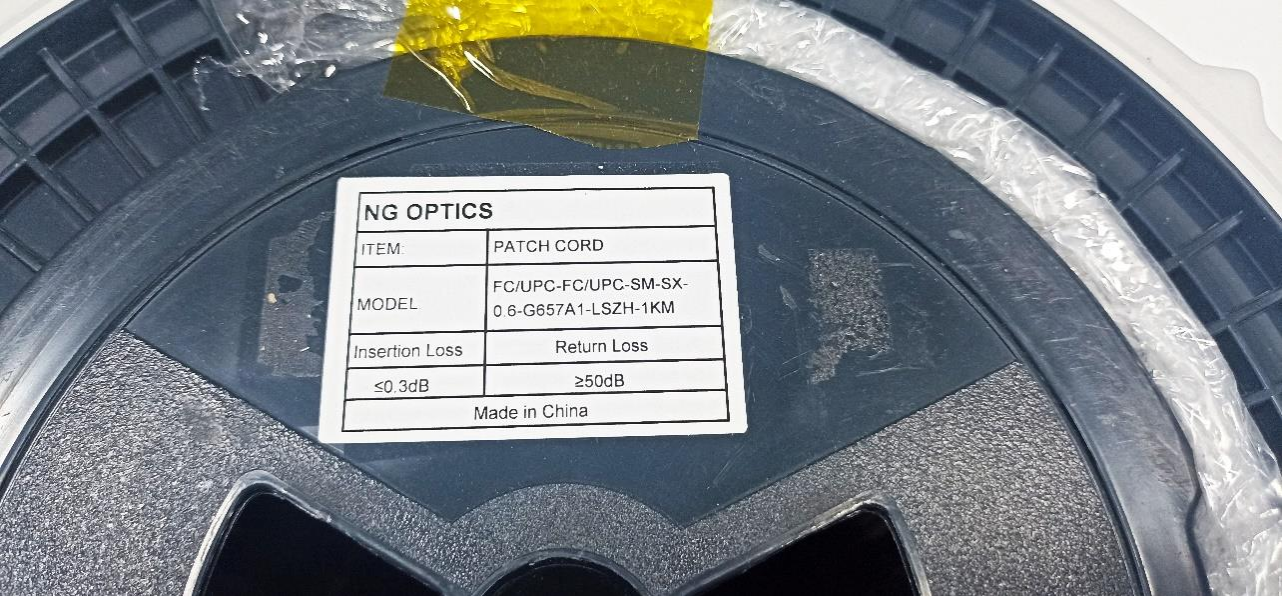 NG OPTICS
ITEM: PATCH CORD
MODEL FC/UPC-FC/UPC-SM-SX-
0.6-G657A1-LSZH-1KM
Insertion Loss Return Loss
≤0.3dB ≥50dB
Made in China